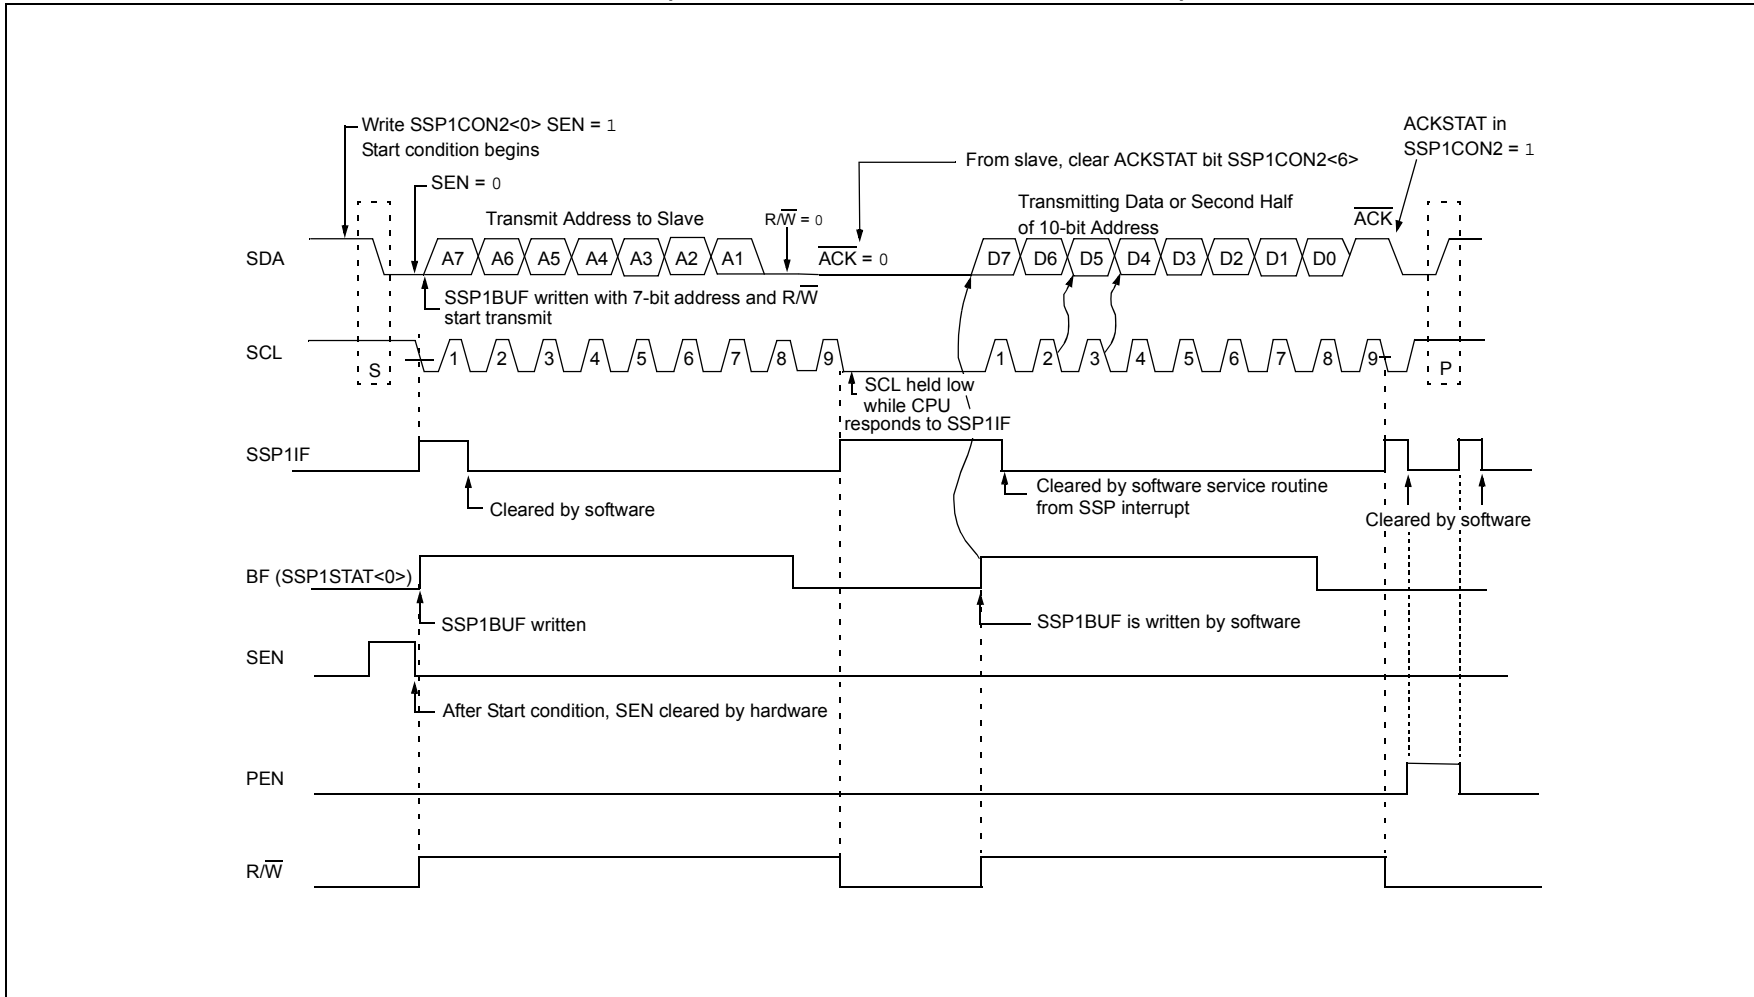 Write SSP1CON2<0> SEN = 1
Start condition begins
ACKSTAT in
SSP1CON2 = 1
From slave, clear ACKSTAT bit SSP1CON2<6>
SEN = 0
Transmit Address to Slave
R/W = 0
Transmitting Data or Second Half
of 10-bit Address
ACK
SDA
A7 A6 A5 A4 A3 A2 A1
ACK = 0
D7 D6 D5 D4 D3 D2 D1 D0
SSP1BUF written with 7-bit address and R/W
start transmit
SCL
S
1 2 3 4 5 6 7 8 9
1 2 3 4 5 6 7 8 9
P
SCL held low
while CPU
responds to SSP1IF
SSP1IF
Cleared by software
Cleared by software service routine
from SSP interrupt
Cleared by software
BF (SSP1STAT<0>)
SSP1BUF written
SSP1BUF is written by software
SEN
After Start condition, SEN cleared by hardware
PEN
R/W